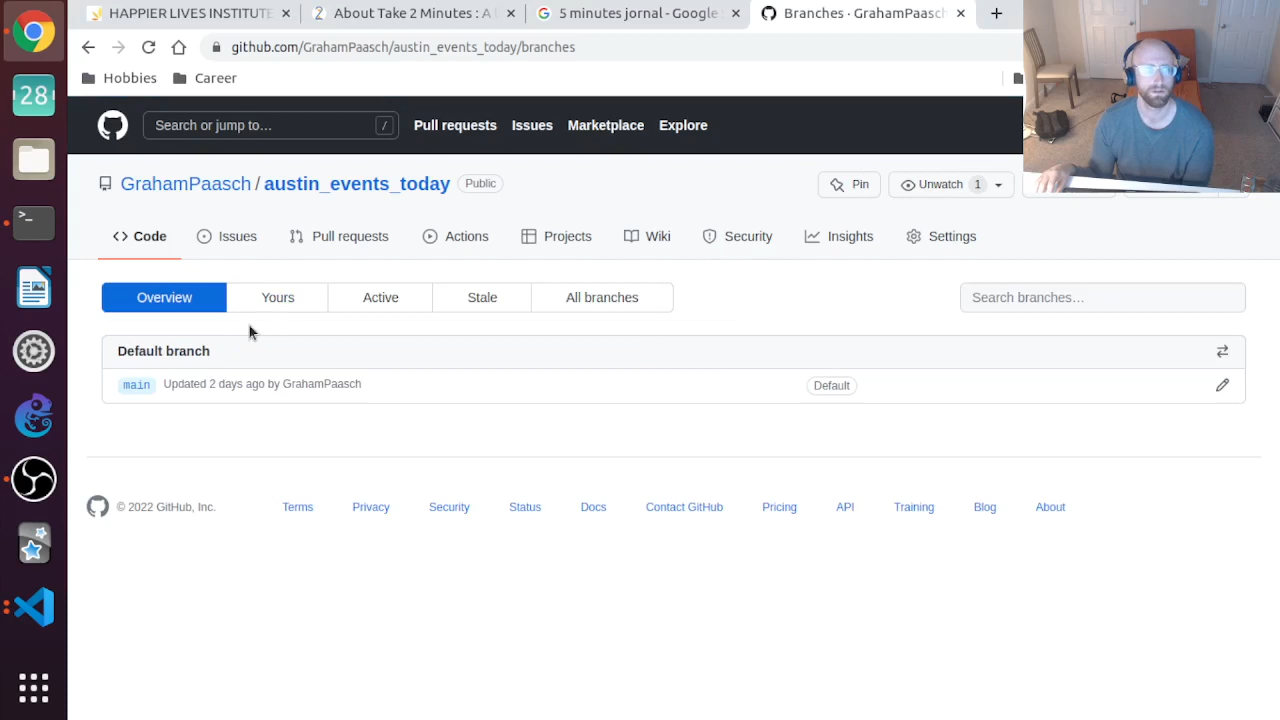 HAPPIER LIVES INSTITUTE
About Take 2 Minutes : A U
5 minutes jornal - Google
Branches · GrahamPaasch
github.com/GrahamPaasch/austin_events_today/branches
Hobbies
Career
28
Search or jump to…
/
Pull requests
Issues
Marketplace
Explore
GrahamPaasch / austin_events_today
Public
Pin
Unwatch 1
Code
Issues
Pull requests
Actions
Projects
Wiki
Security
Insights
Settings
Overview
Yours
Active
Stale
All branches
Search branches…
Default branch
main Updated 2 days ago by GrahamPaasch
Default
© 2022 GitHub, Inc.
Terms
Privacy
Security
Status
Docs
Contact GitHub
Pricing
API
Training
Blog
About